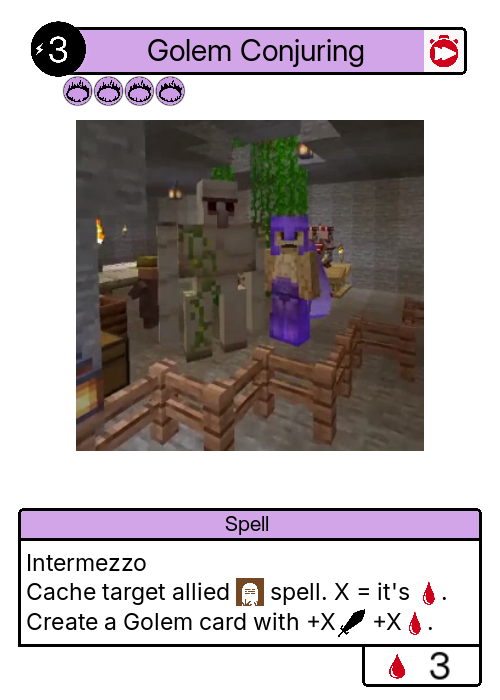 3
Golem Conjuring
Spell
Intermezzo
Cache target allied spell. X = it's .
Create a Golem card with +X +X .
3